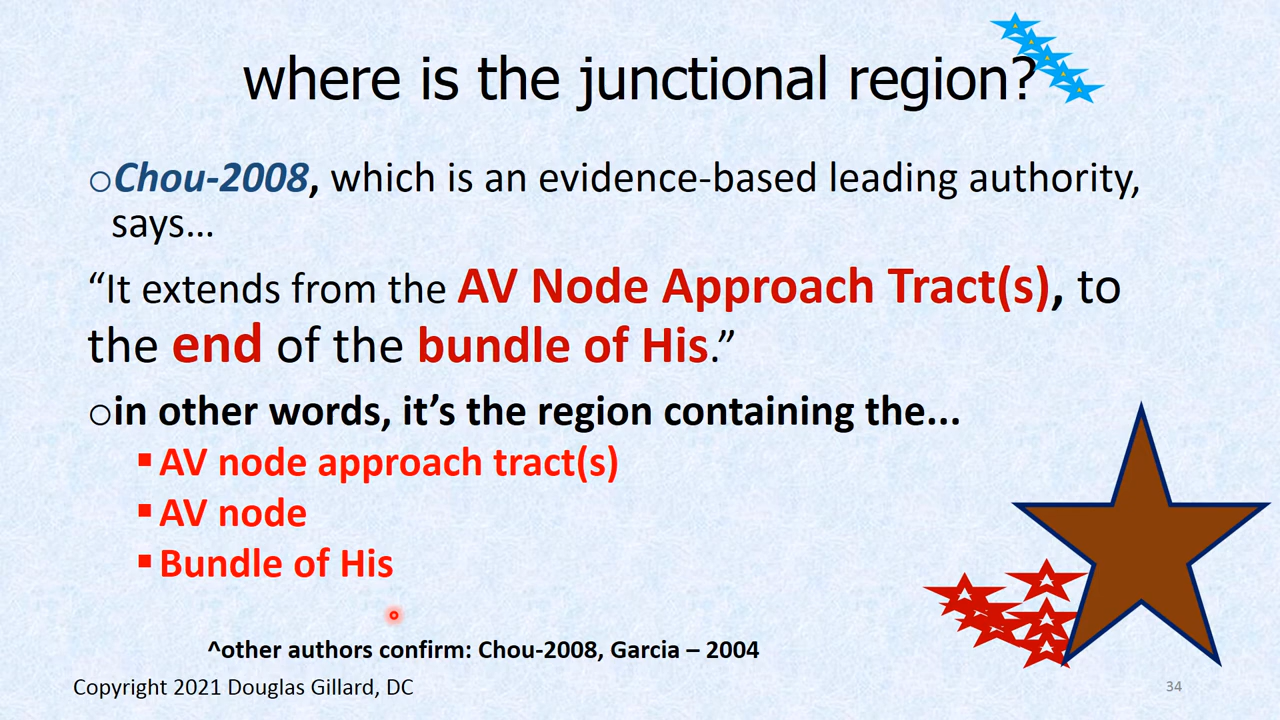 where is the junctional region?
Chou-2008, which is an evidence-based leading authority,
says…
“It extends from the AV Node Approach Tract(s), to
the end of the bundle of His.”
in other words, it’s the region containing the...
AV node approach tract(s)
AV node
Bundle of His
^other authors confirm: Chou-2008, Garcia – 2004
Copyright 2021 Douglas Gillard, DC
34